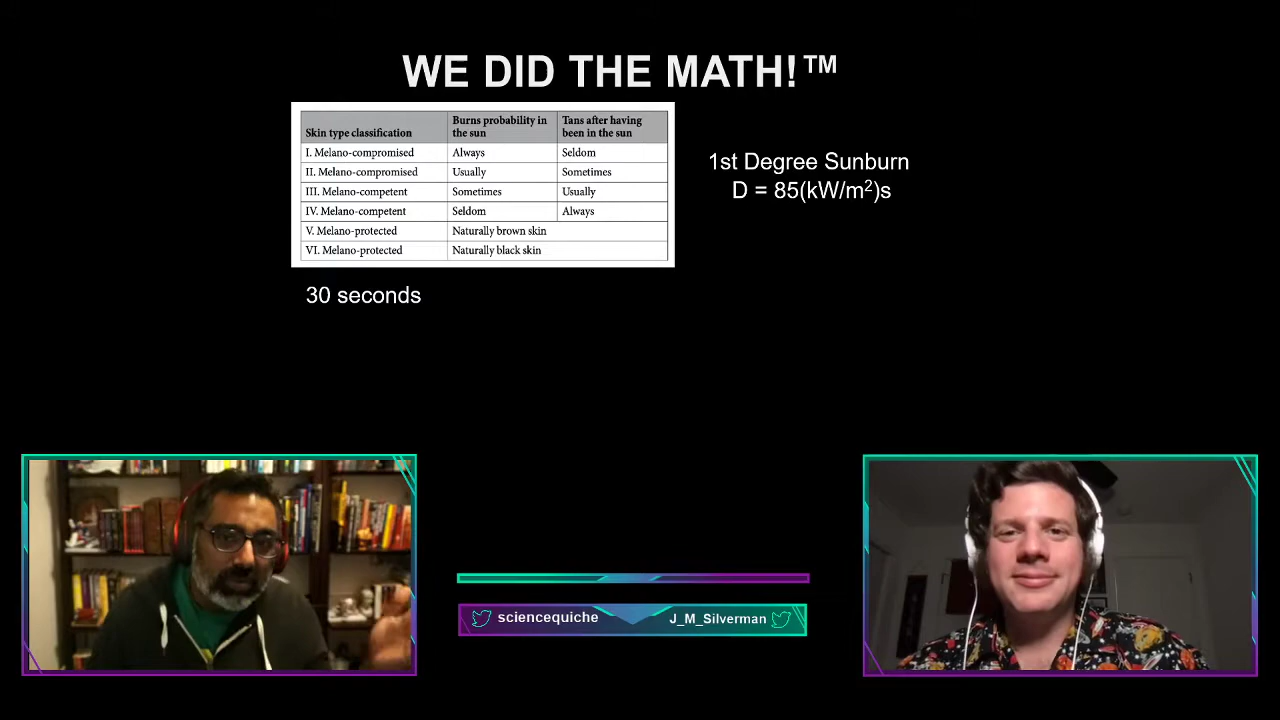 WE DID THE MATH!™
Skin type classification Burns probability in the sun Tans after having been in the sun
I. Melano-compromised Always Seldom
II. Melano-compromised Usually Sometimes
III. Melano-competent Sometimes Usually
IV. Melano-competent Seldom Always
V. Melano-protected Naturally brown skin
VI. Melano-protected Naturally black skin
1st Degree Sunburn
D = 85(kW/m²)s
30 seconds
sciencequiche J_M_Silverman